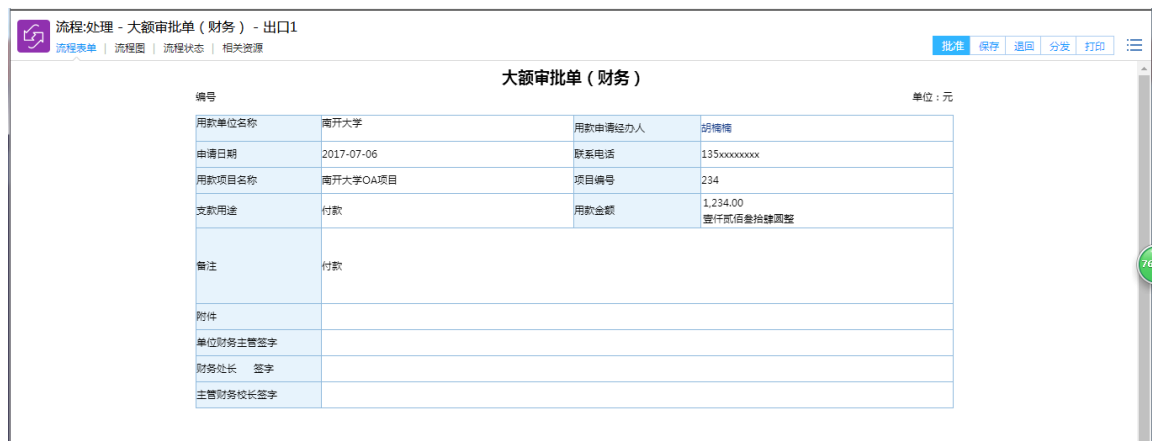 流程:处理 - 大额审批单（财务） - 出口1
流程表单 | 流程图 | 流程状态 | 相关资源
批准 保存 退回 分发 打印
大额审批单（财务）
编号 单位：元
用款单位名称 南开大学 用款申请经办人 胡楠楠
申请日期 2017-07-06 联系电话 135xxxxxxxx
用款项目名称 南开大学OA项目 项目编号 234
支款用途 付款 用款金额 1,234.00
壹仟贰佰叁拾肆圆整
备注 付款
附件
单位财务主管签字
财务处长 签字
主管财务校长签字